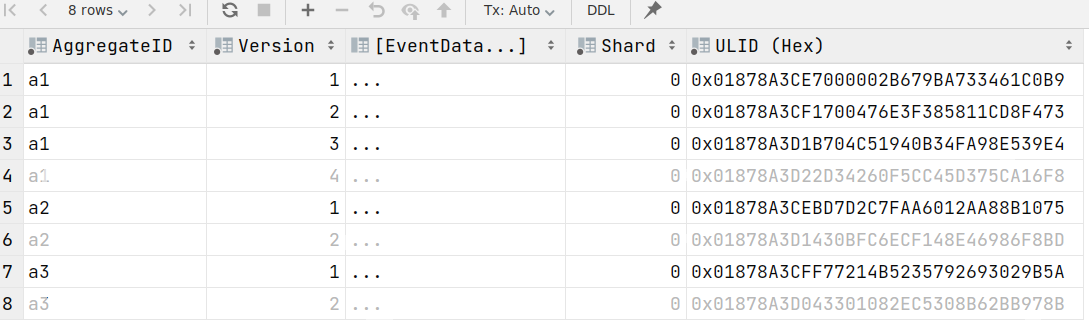 8 rows Tx: Auto DDL
AggregateID Version [EventData...] Shard ULID (Hex)
1 a1 1 ... 0 0x01878A3CE7000002B679BA733461C0B9
2 a1 2 ... 0 0x01878A3CF1700476E3F385811CD8F473
3 a1 3 ... 0 0x01878A3D1B704C51940B34FA98E539E4
4 a1 4 ... 0 0x01878A3D22D34260F5CC45D375CA16F8
5 a2 1 ... 0 0x01878A3CEBD7D2C7FAA6012AA88B1075
6 a2 2 ... 0 0x01878A3D1430BFC6ECF148E46986F8BD
7 a3 1 ... 0 0x01878A3CFF77214B5235792693029B5A
8 a3 2 ... 0 0x01878A3D043301082EC5308B62BB978B